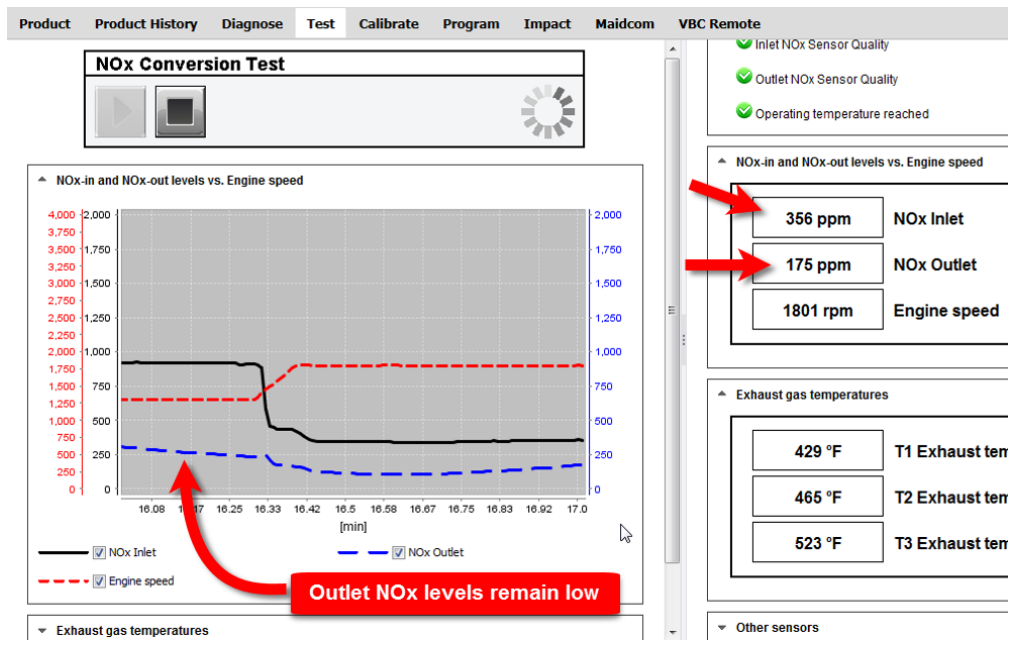 Product Product History Diagnose Test Calibrate Program Impact Maidcom VBC Remote
NOx Conversion Test
NOx-in and NOx-out levels vs. Engine speed
4,000 2,000 2,000
3,750
3,500 1,750 1,750
3,250
3,000 1,500 1,500
2,750
2,500 1,250 1,250
2,250
2,000 1,000 1,000
1,750
1,500 750 750
1,250
1,000 500 500
750
500 250 250
250
0 0 0
16.08 16.25 16.33 16.42 16.5 16.58 16.67 16.75 16.83 16.92 17.0
[min]
NOx Inlet NOx Outlet
Engine speed
Outlet NOx levels remain low
Exhaust gas temperatures
Inlet NOx Sensor Quality
Outlet NOx Sensor Quality
Operating temperature reached
NOx-in and NOx-out levels vs. Engine speed
356 ppm NOx Inlet
175 ppm NOx Outlet
1801 rpm Engine speed
Exhaust gas temperatures
429 °F T1 Exhaust tem
465 °F T2 Exhaust tem
523 °F T3 Exhaust tem
Other sensors